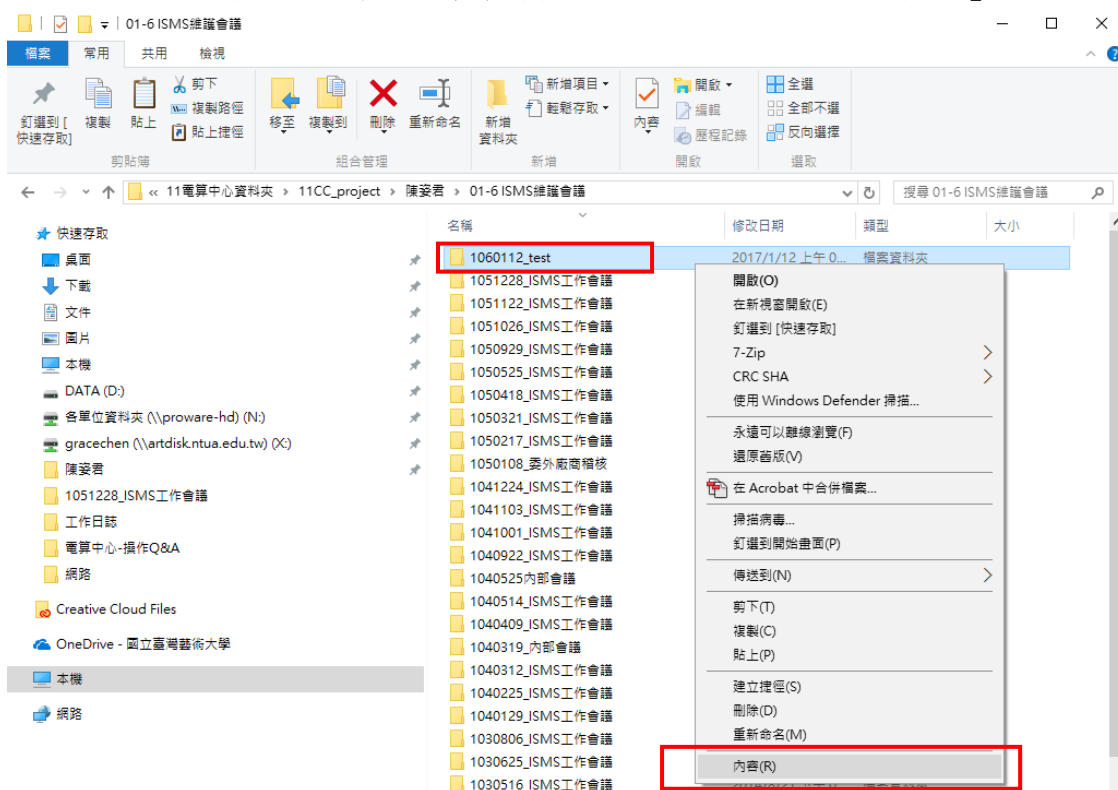 01-6 ISMS維護會議
檔案 常用 共用 檢視
釘選到 [
快速存取]
複製
貼上
剪下
複製路徑
貼上捷徑
剪貼簿
移至
複製到
刪除
重新命名
組合管理
新增
資料夾
新增項目
輕鬆存取
新增
內容
開啟
編輯
歷程記錄
開啟
全選
全部不選
反向選擇
選取
« 11電算中心資料夾 › 11CC_project › 陳姿君 › 01-6 ISMS維護會議
搜尋 01-6 ISMS維護會議
快速存取
桌面
下載
文件
圖片
本機
DATA (D:)
各單位資料夾 (\\proware-hd) (N:)
gracechen (\\artdisk.ntua.edu.tw) (X:)
陳姿君
1051228_ISMS工作會議
工作日誌
電算中心-操作Q&A
網路
Creative Cloud Files
OneDrive - 國立臺灣藝術大學
本機
網路
名稱 修改日期 類型 大小
1060112_test 2017/1/12 上午 0... 檔案資料夾
1051228_ISMS工作會議
1051122_ISMS工作會議
1051026_ISMS工作會議
1050929_ISMS工作會議
1050525_ISMS工作會議
1050418_ISMS工作會議
1050321_ISMS工作會議
1050217_ISMS工作會議
1050108_委外廠商稽核
1041224_ISMS工作會議
1041103_ISMS工作會議
1041001_ISMS工作會議
1040922_ISMS工作會議
1040525內部會議
1040514_ISMS工作會議
1040409_ISMS工作會議
1040319_內部會議
1040312_ISMS工作會議
1040225_ISMS工作會議
1040129_ISMS工作會議
1030806_ISMS工作會議
1030625_ISMS工作會議
1030516_ISMS工作會議
開啟(O)
在新視窗開啟(E)
釘選到 [快速存取]
7-Zip
CRC SHA
使用 Windows Defender 掃描...
永遠可以離線瀏覽(F)
還原舊版(V)
在 Acrobat 中合併檔案...
掃描病毒...
釘選到開始畫面(P)
傳送到(N)
剪下(T)
複製(C)
貼上(P)
建立捷徑(S)
刪除(D)
重新命名(M)
內容(R)